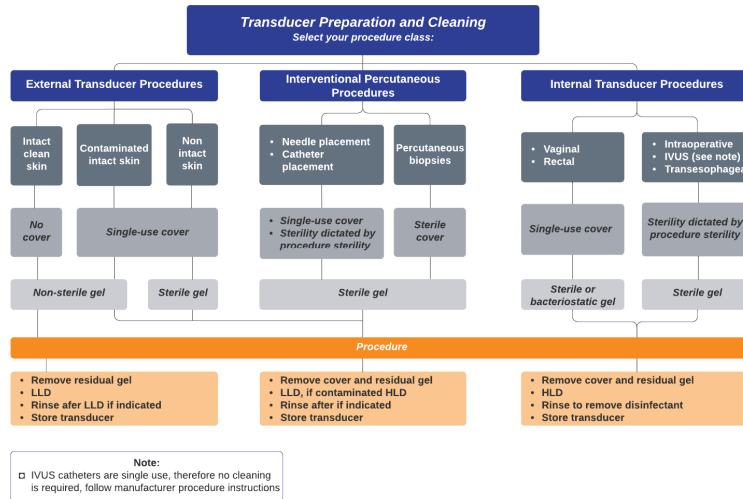 Transducer Preparation and Cleaning
Select your procedure class:
External Transducer Procedures
Interventional Percutaneous
Procedures
Internal Transducer Procedures
Intact
clean
skin
Contaminated
intact skin
Non
intact
skin
• Needle placement
• Catheter
placement
Percutaneous
biopsies
• Vaginal
• Rectal
• Intraoperative
• IVUS (see note)
• Transesophagea
No
cover
Single-use cover
• Single-use cover
• Sterility dictated by
procedure sterility
Sterile
cover
Single-use cover
Sterility dictated by
procedure sterility
Non-sterile gel
Sterile gel
Sterile gel
Sterile or
bacteriostatic gel
Sterile gel
Procedure
• Remove residual gel
• LLD
• Rinse afer LLD if indicated
• Store transducer
• Remove cover and residual gel
• LLD, if contaminated HLD
• Rinse after if indicated
• Store transducer
• Remove cover and residual gel
• HLD
• Rinse to remove disinfectant
• Store transducer
Note:
◻ IVUS catheters are single use, therefore no cleaning
is required, follow manufacturer procedure instructions